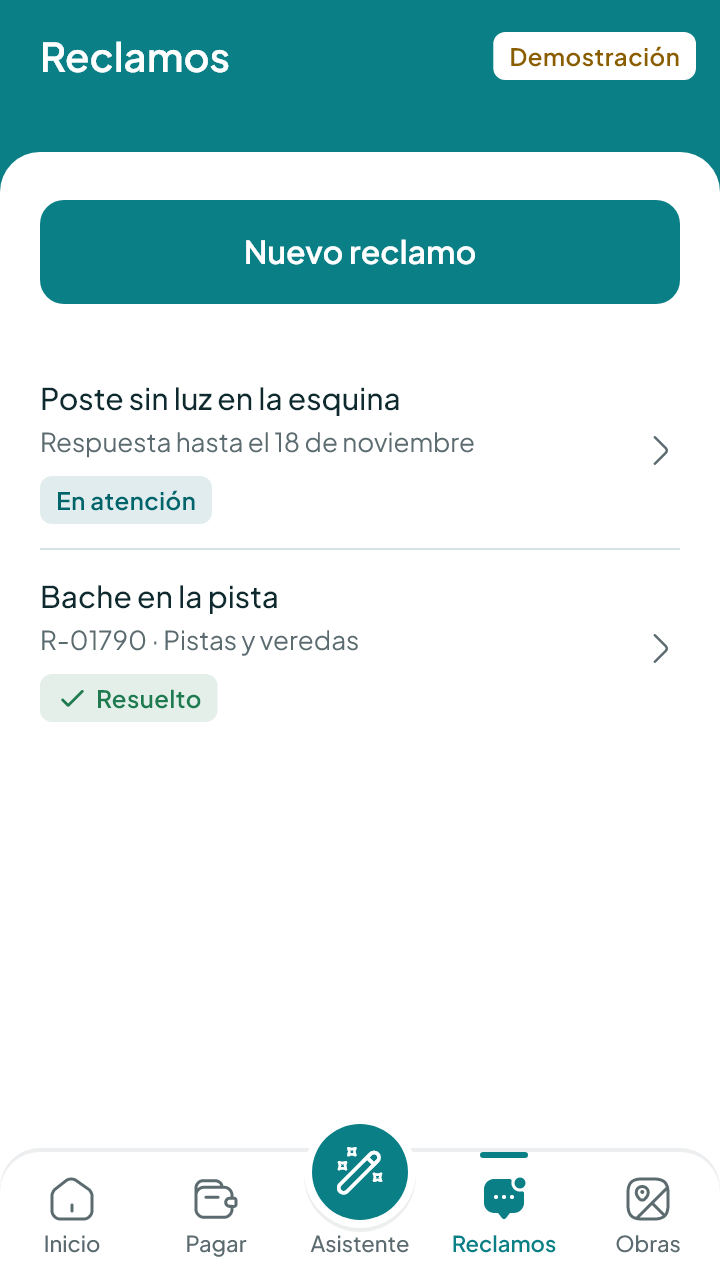 Reclamos
Demostración
Nuevo reclamo
Poste sin luz en la esquina
Respuesta hasta el 18 de noviembre
En atención
Bache en la pista
R-01790 · Pistas y veredas
Resuelto
Inicio
Pagar
Asistente
Reclamos
Obras